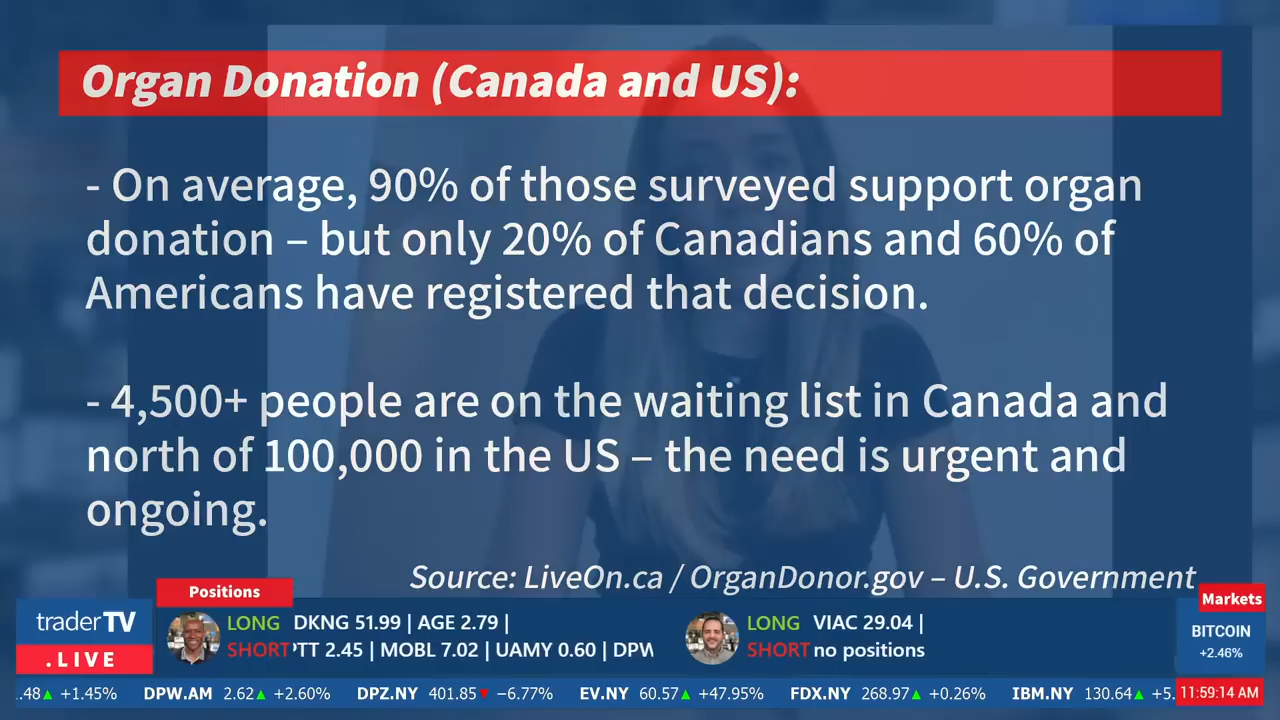 Organ Donation (Canada and US):
- On average, 90% of those surveyed support organ
donation – but only 20% of Canadians and 60% of
Americans have registered that decision.
- 4,500+ people are on the waiting list in Canada and
north of 100,000 in the US – the need is urgent and
ongoing.
Source: LiveOn.ca / OrganDonor.gov – U.S. Government
Positions
Markets
traderTV
.LIVE
LONG DKNG 51.99 | AGE 2.79 |
SHORT TT 2.45 | MOBL 7.02 | UAMY 0.60 | DPW
LONG VIAC 29.04 |
SHORT no positions
BITCOIN
+2.46%
.48▲ +1.45% DPW.AM 2.62▲ +2.60% DPZ.NY 401.85▼ −6.77% EV.NY 60.57▲ +47.95% FDX.NY 268.97▲ +0.26% IBM.NY 130.64▲ +5.
11:59:14 AM